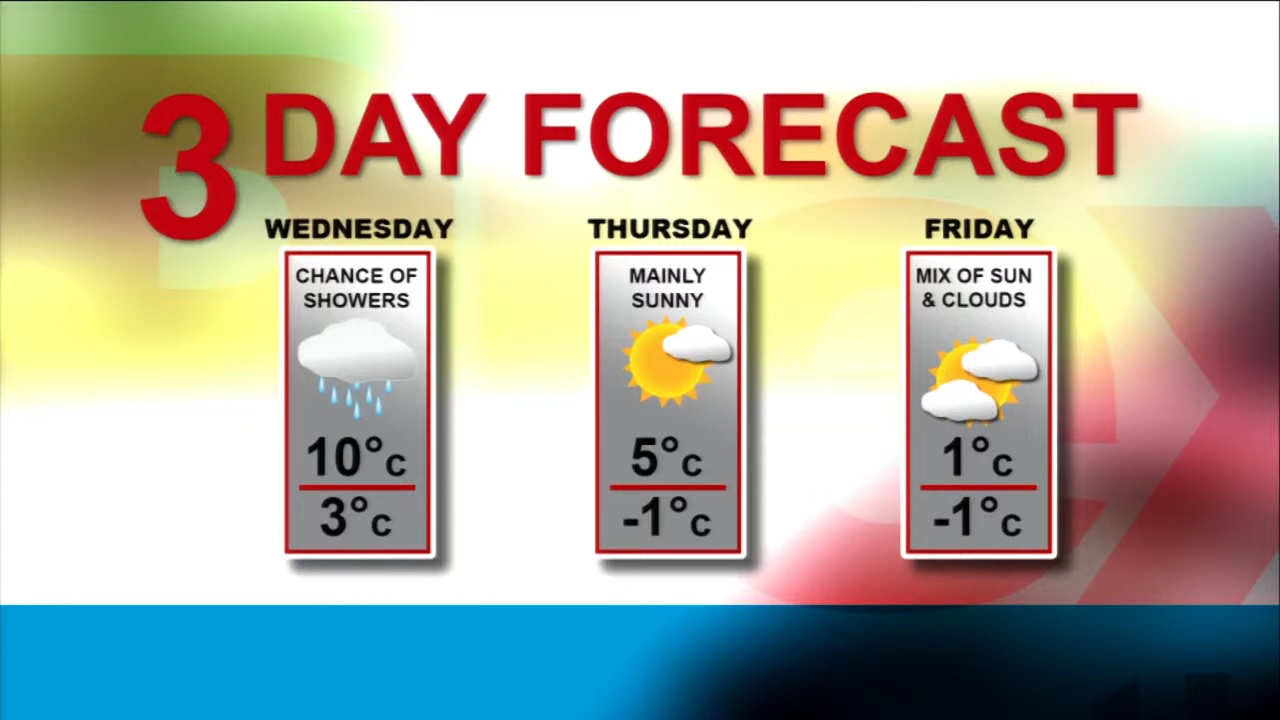 3 DAY FORECAST
WEDNESDAY
CHANCE OF
SHOWERS
10°C
3°C
THURSDAY
MAINLY
SUNNY
5°C
-1°C
FRIDAY
MIX OF SUN
& CLOUDS
1°C
-1°C